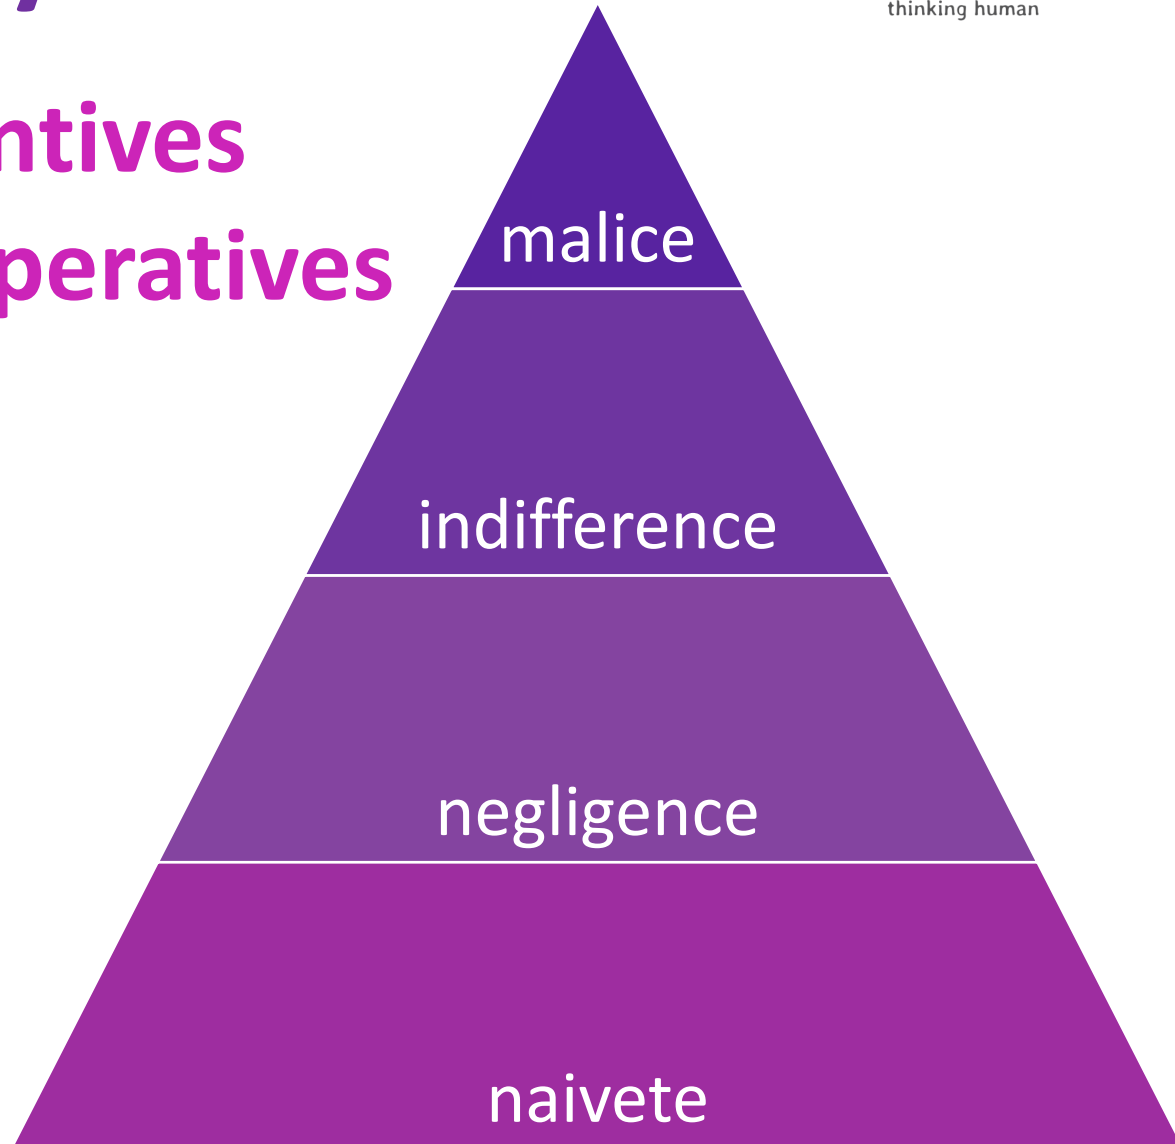 thinking human
ntives
peratives
malice
indifference
negligence
naivete